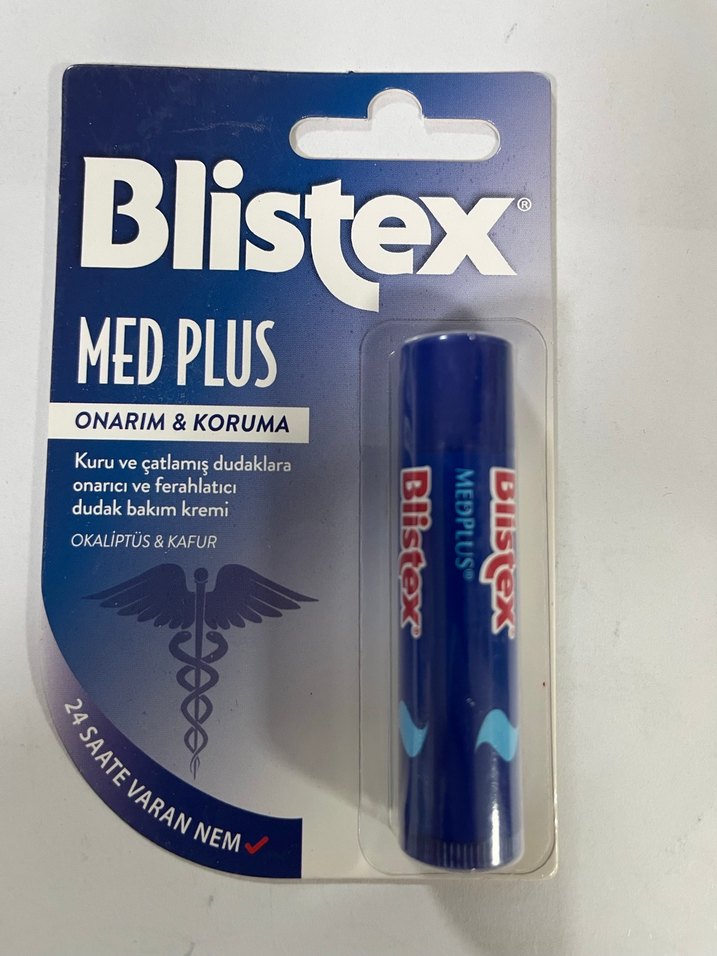 Blistex®
MED PLUS
ONARIM & KORUMA
Kuru ve çatlamış dudaklara
onarıcı ve ferahlatıcı
dudak bakım kremi
OKALİPTÜS & KAFUR
24 SAATE VARAN NEM
Blistex®
MEDPLUS®
Blistex